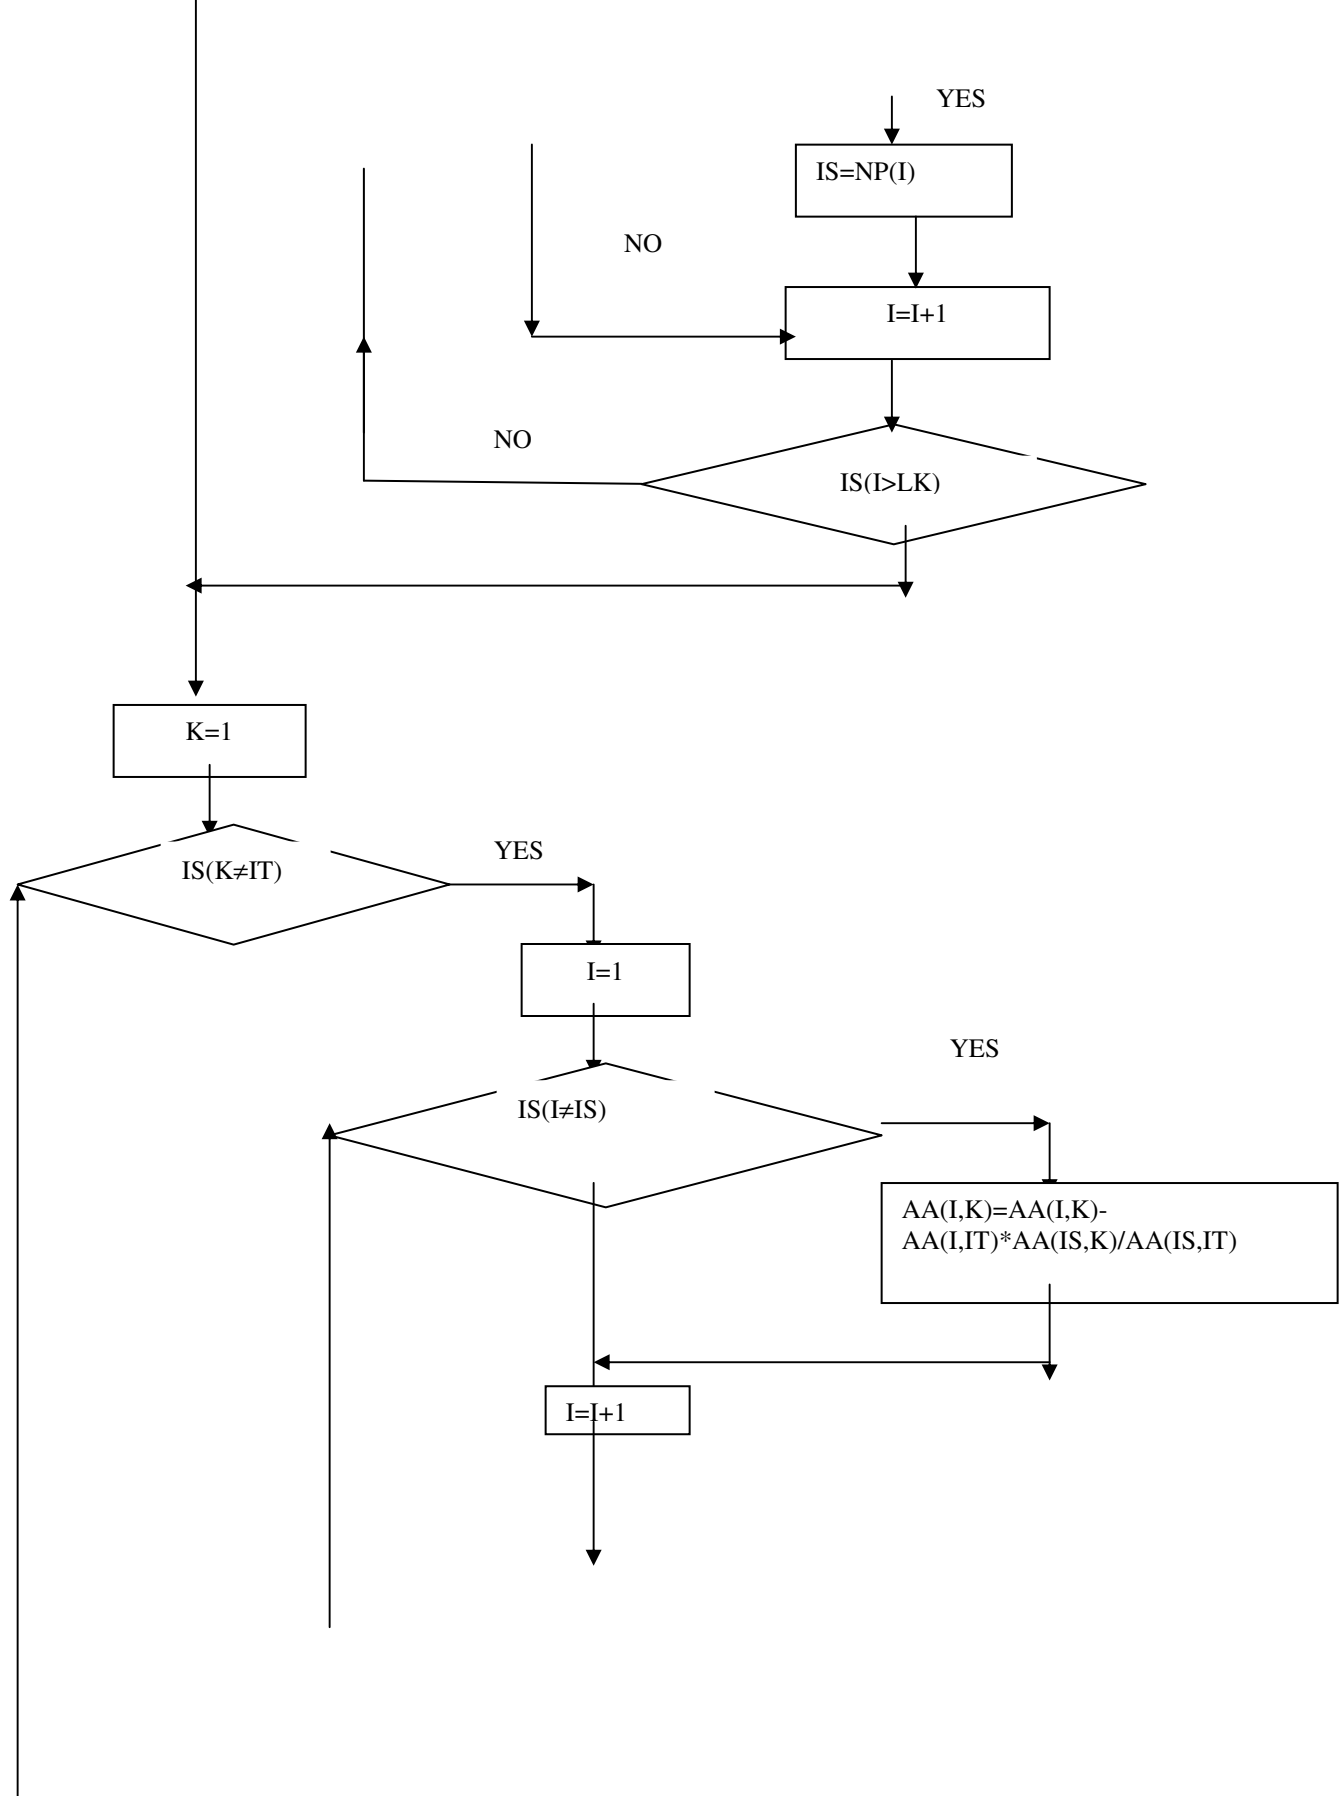 YES
IS=NP(I)
NO
I=I+1
NO
IS(I>LK)
K=1
YES
IS(K≠IT)
I=1
YES
IS(I≠IS)
AA(I,K)=AA(I,K)-
AA(I,IT)*AA(IS,K)/AA(IS,IT)
I=I+1